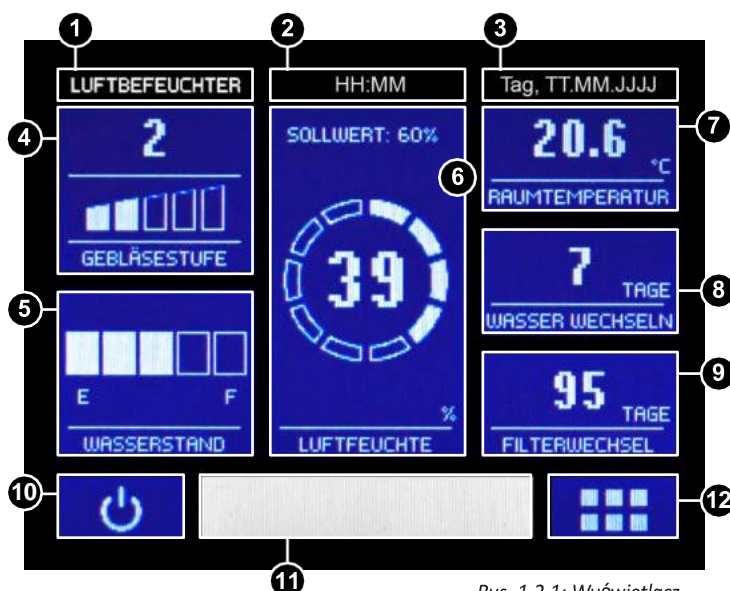 1 2 3
LUFTBEFEUCHTER HH:MM Tag, TT.MM.JJJJ
4 2
GEBLÄSESTUFE
5
E F
WASSERSTAND
SOLLWERT: 60%
6
39
%
LUFTFEUCHTE
7
20.6 °C
RAUMTEMPERATUR
8
7 TAGE
WASSER WECHSELN
9
95 TAGE
FILTERWECHSEL
10
11
12
Rys. 1.2.1: Wyświetlacz